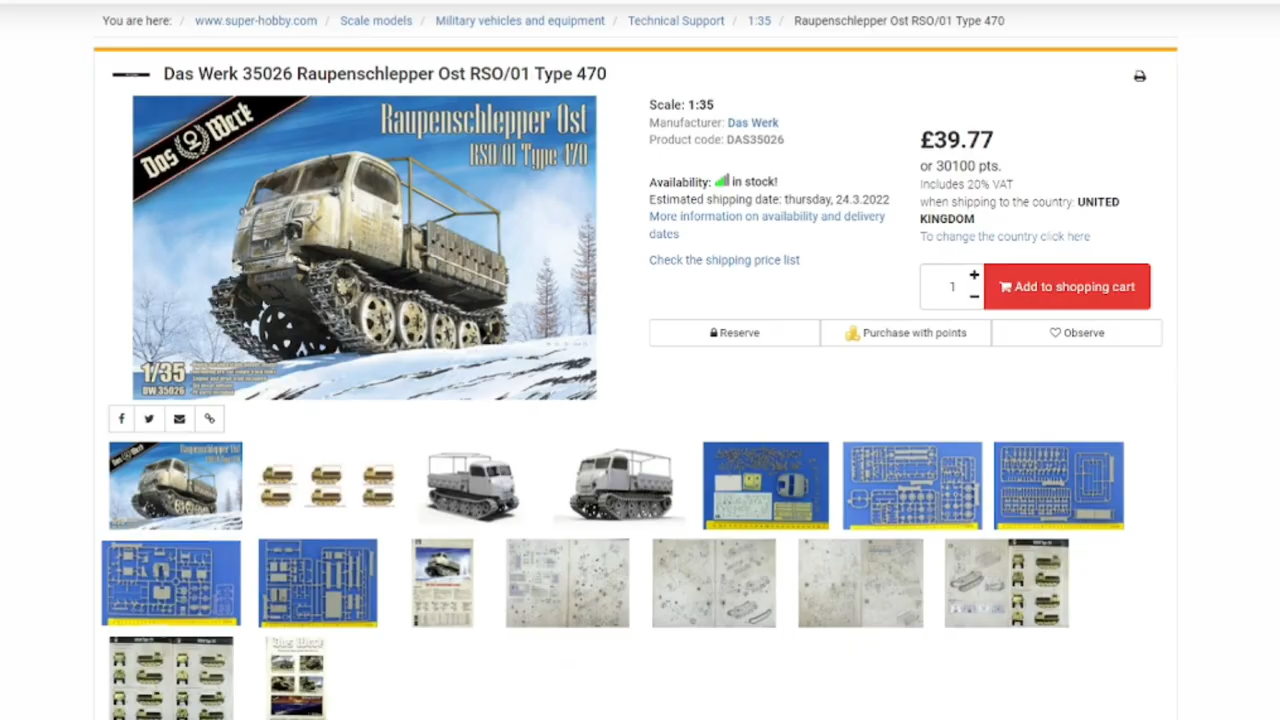 You are here: / www.super-hobby.com / Scale models / Military vehicles and equipment / Technical Support / 1:35 / Raupenschlepper Ost RSO/01 Type 470
Das Werk 35026 Raupenschlepper Ost RSO/01 Type 470
Das Werk
Raupenschlepper Ost
RSO/01 Type 470
1/35
DW 35026
Scale: 1:35
Manufacturer: Das Werk
Product code: DAS35026
Availability: in stock!
Estimated shipping date: thursday, 24.3.2022
More information on availability and delivery
dates
Check the shipping price list
£39.77
or 30100 pts.
Includes 20% VAT
when shipping to the country: UNITED
KINGDOM
To change the country click here
1
+
−
Add to shopping cart
Reserve
Purchase with points
Observe
Das Werk